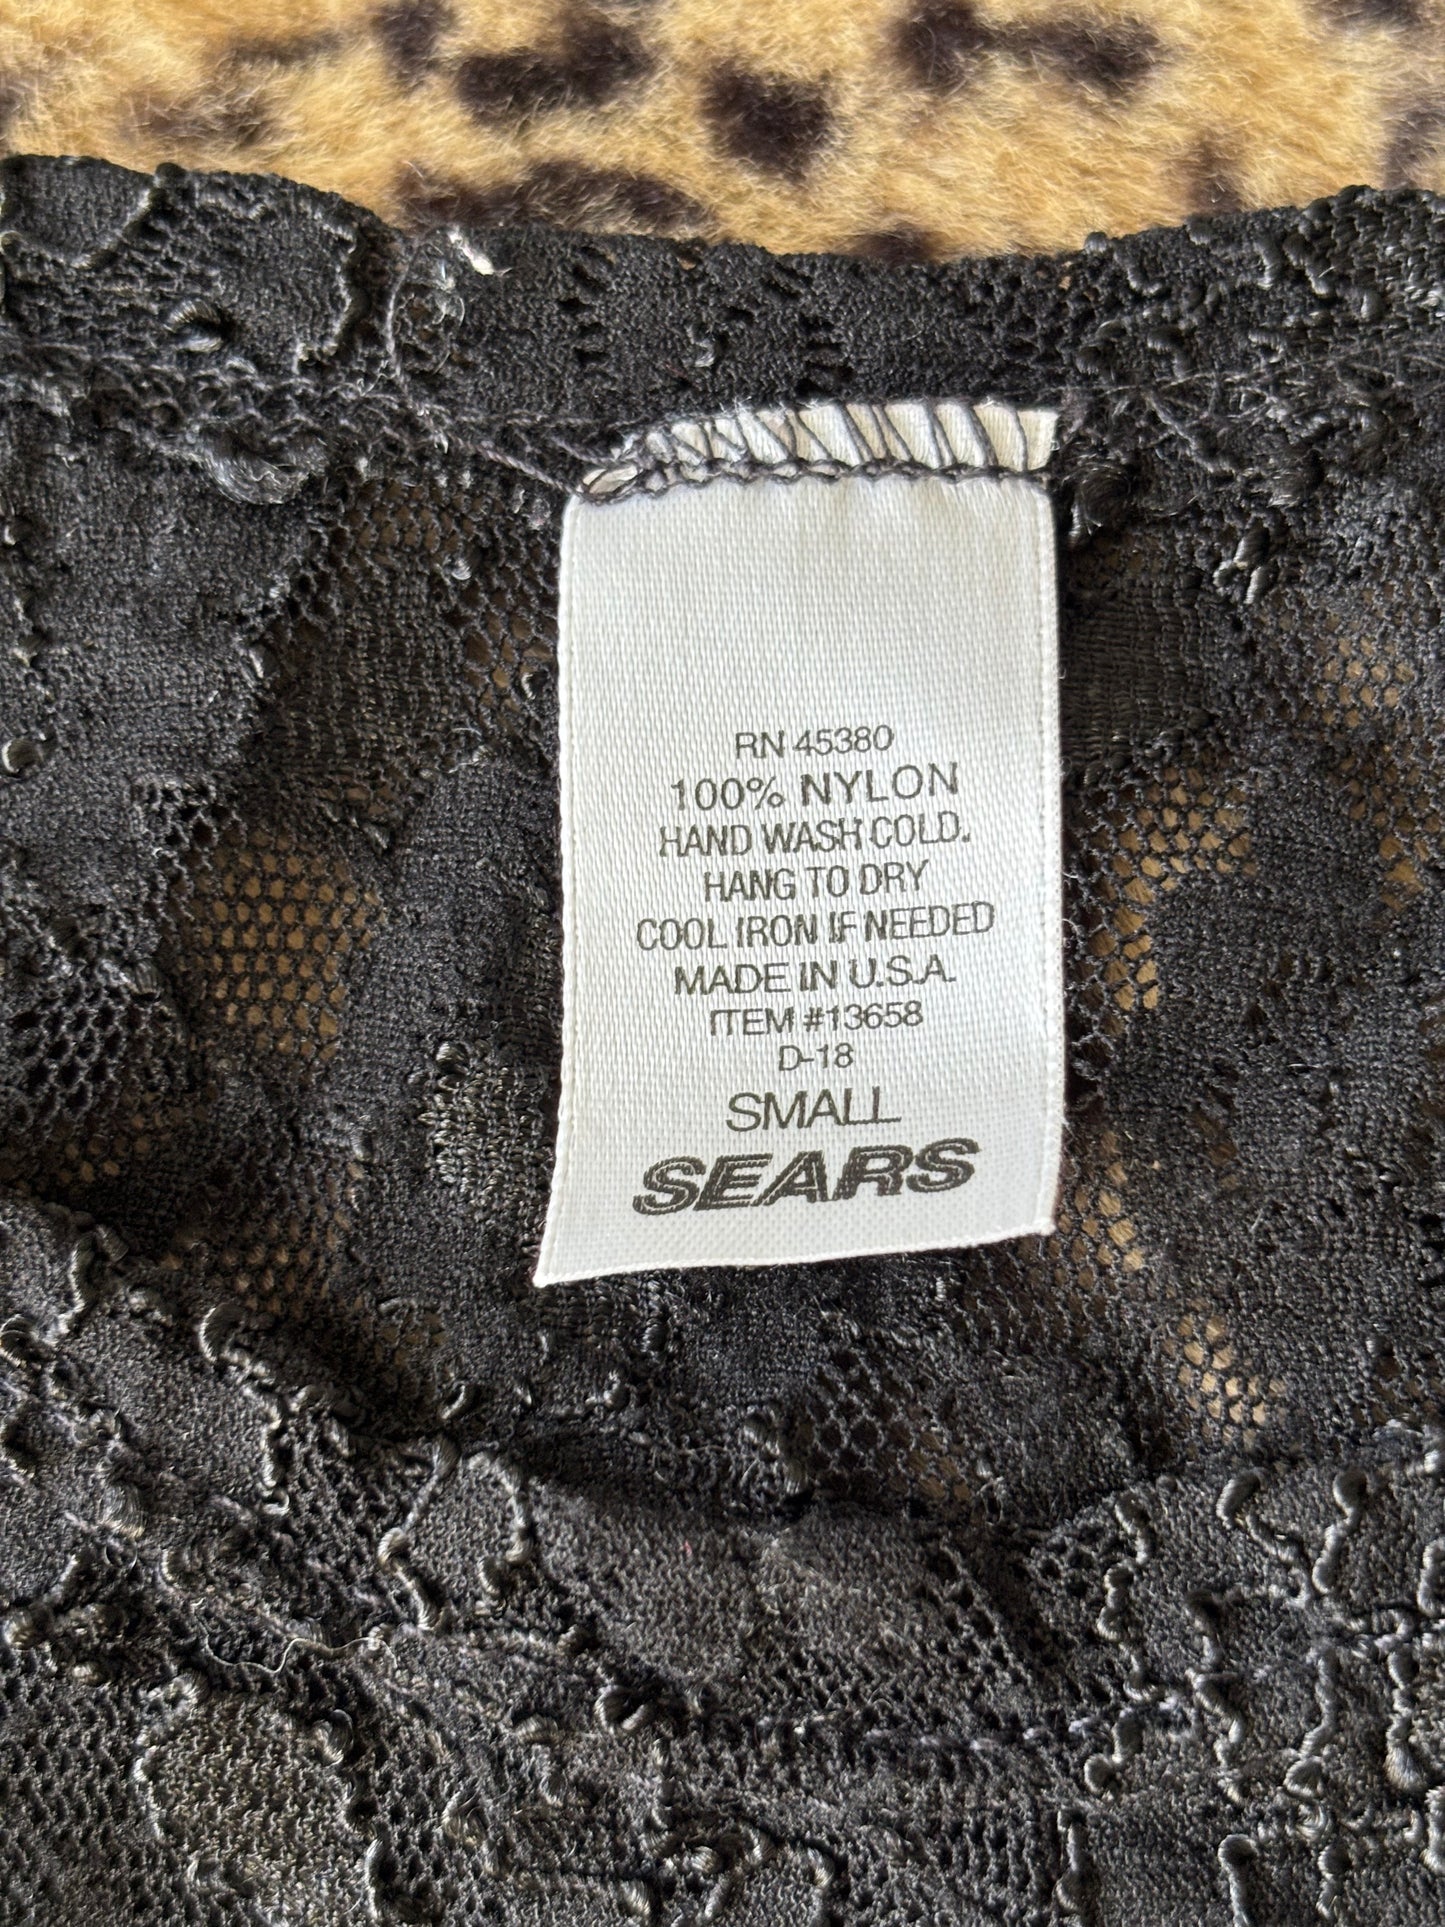 RN 45380
100% NYLON
HAND WASH COLD.
HANG TO DRY
COOL IRON IF NEEDED
MADE IN U.S.A.
ITEM #13658
D-18
SMALL
SEARS